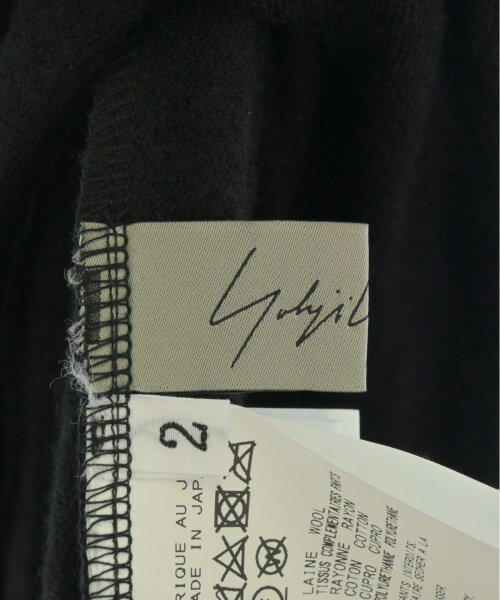 Yohji
2
RIQUE AU J
ADE IN JAP
LAINE WOOL
TISSUS COMPLEMENTAIRES PANTS
RAYONNE RAYON
COTON COTTON
CUPRO CUPRO
POLYURETHANE POLYURETHANE